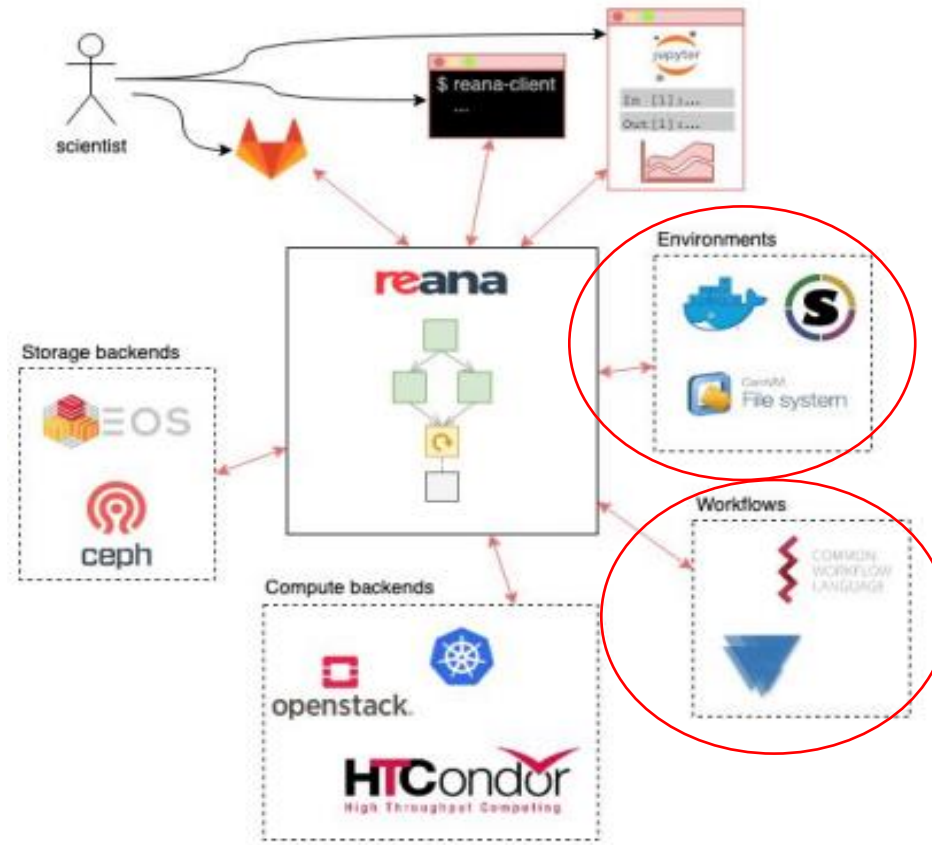 jupyter
$ reana-client
...
In [1]:...
Out[1]:...
scientist
Environments
reana
S
CernVM
File system
Storage backends
EOS
ceph
Workflows
COMMON
WORKFLOW
LANGUAGE
Compute backends
openstack.
HTCondor
High Throughput Computing